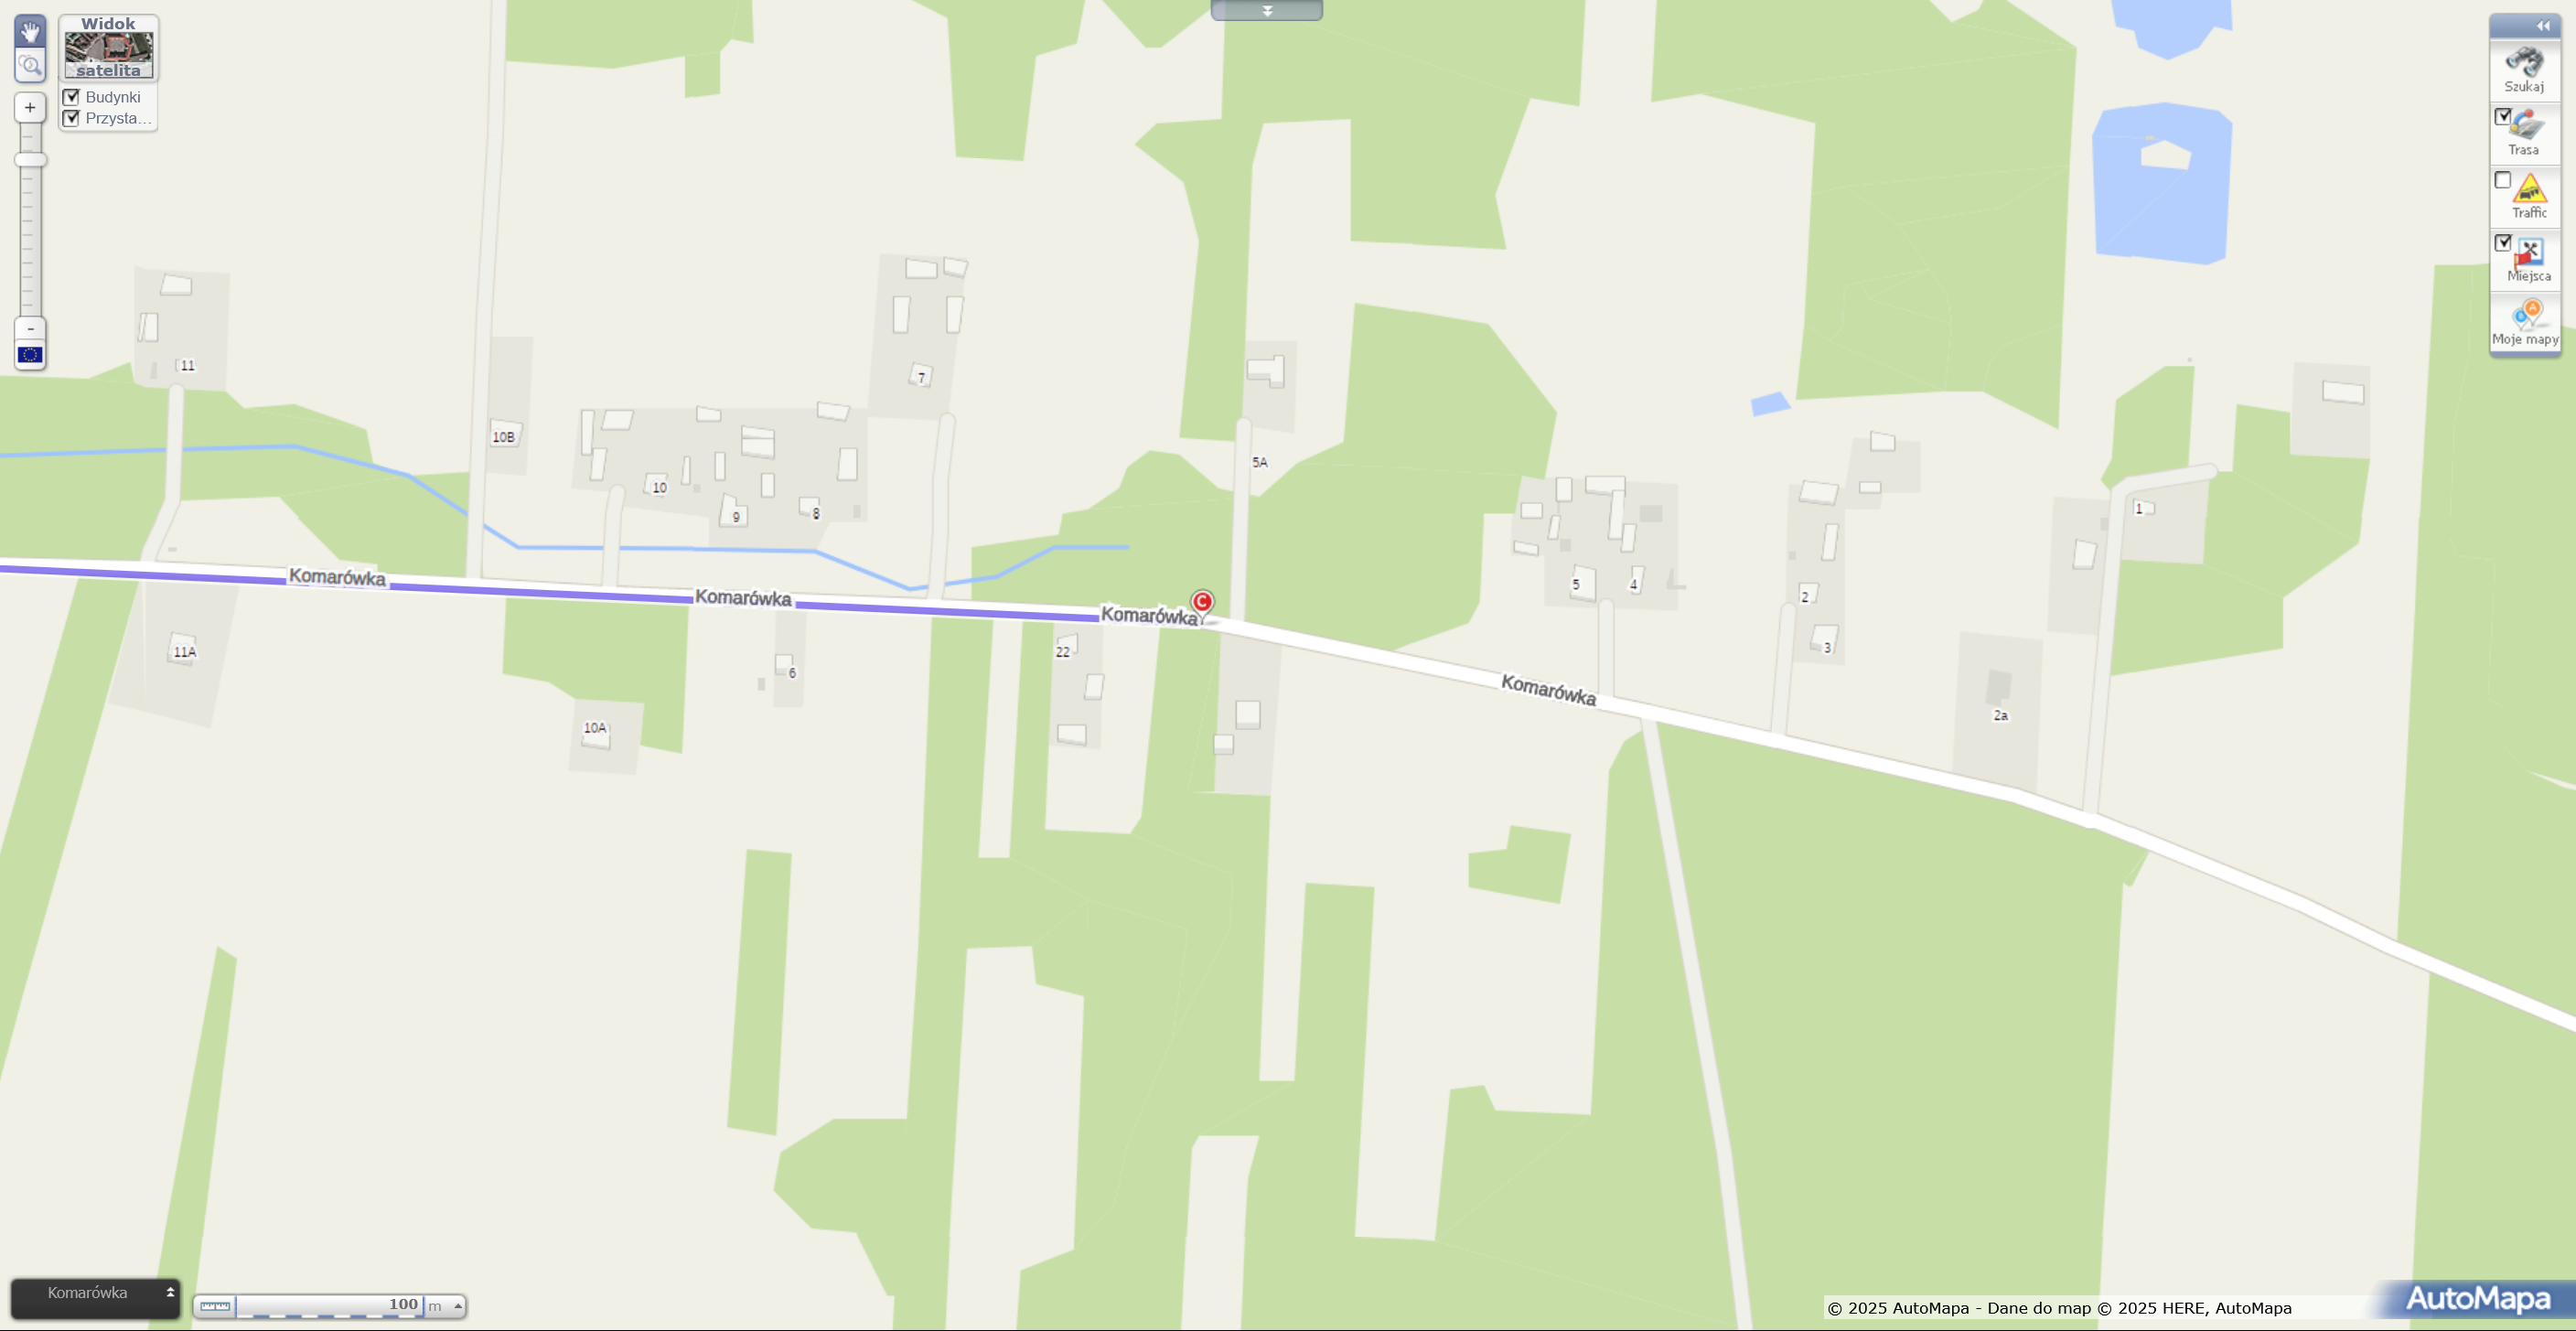 Widok
satelita
Budynki
Przysta...
+
-
Szukaj
Trasa
Traffic
Miejsca
Moje mapy
A
11
7
10B
10
9
8
5A
5
4
2
3
1
2a
Komarówka
Komarówka
Komarówka
C
Komarówka
11A
22
6
10A
Komarówka
100 m
© 2025 AutoMapa - Dane do map © 2025 HERE, AutoMapa
AutoMapa